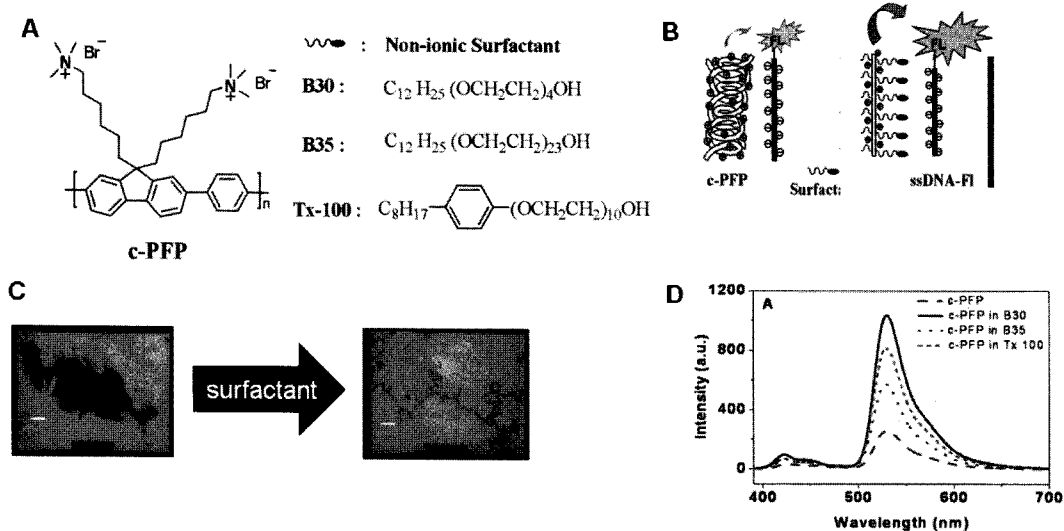 A
Br⁻
N
+
N
+
Br⁻
n
c-PFP
: Non-ionic Surfactant
B30 : C₁₂H₂₅(OCH₂CH₂)₄OH
B35 : C₁₂H₂₅(OCH₂CH₂)₂₃OH
Tx-100 : C₈H₁₇ (OCH₂CH₂)₁₀OH
B
FL
FL
c-PFP
Surfact:
ssDNA-Fl
C
surfactant
D
A
c-PFP
c-PFP in B30
c-PFP in B35
c-PFP in Tx 100
Intensity (a.u.)
1200
800
400
0
400 500 600 700
Wavelength (nm)